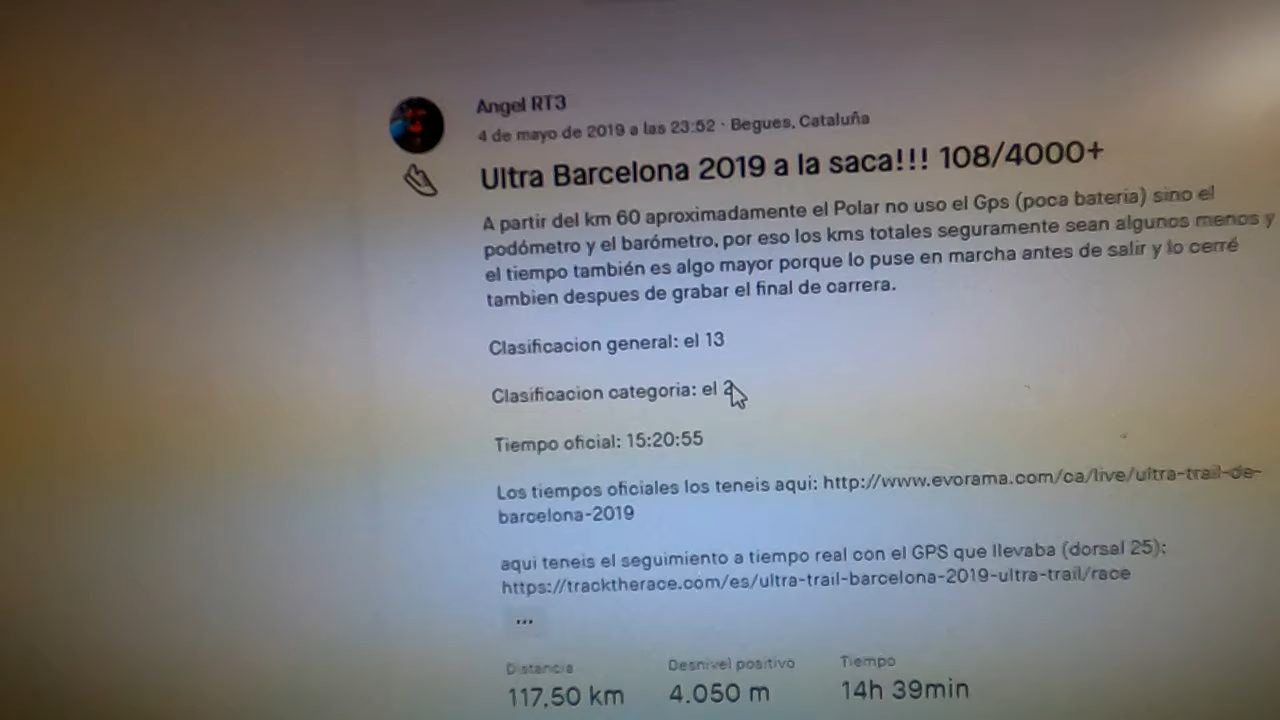 Angel RT3
4 de mayo de 2019 a las 23:52 · Begues, Cataluña
Ultra Barcelona 2019 a la saca!!! 108/4000+
A partir del km 60 aproximadamente el Polar no uso el Gps (poca bateria) sino el
podómetro y el barómetro, por eso los kms totales seguramente sean algunos menos y
el tiempo también es algo mayor porque lo puse en marcha antes de salir y lo cerré
tambien despues de grabar el final de carrera.
Clasificacion general: el 13
Clasificacion categoria: el 2
Tiempo oficial: 15:20:55
Los tiempos oficiales los teneis aqui: http://www.evorama.com/ca/live/ultra-trail-de-
barcelona-2019
aqui teneis el seguimiento a tiempo real con el GPS que llevaba (dorsal 25):
https://tracktherace.com/es/ultra-trail-barcelona-2019-ultra-trail/race
...
Distancia Desnivel positivo Tiempo
117,50 km 4.050 m 14h 39min